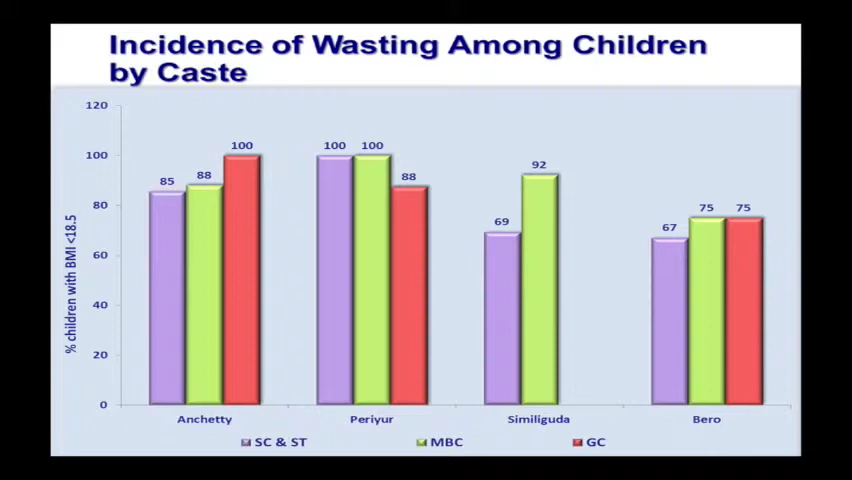 Incidence of Wasting Among Children
by Caste
120
100
80
60
40
20
0
% children with BMI <18.5
85
88
100
100
100
88
69
92
67
75
75
Anchetty
Periyur
Similiguda
Bero
SC & ST
MBC
GC